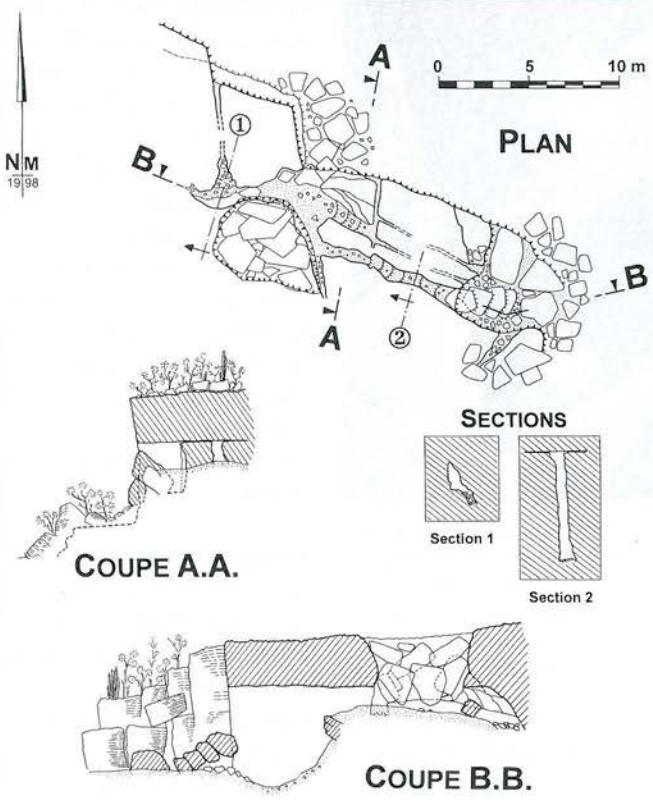 0 5 10 m
A
PLAN
①
B
N M
19 98
B
A
②
SECTIONS
Section 1
Section 2
COUPE A.A.
COUPE B.B.